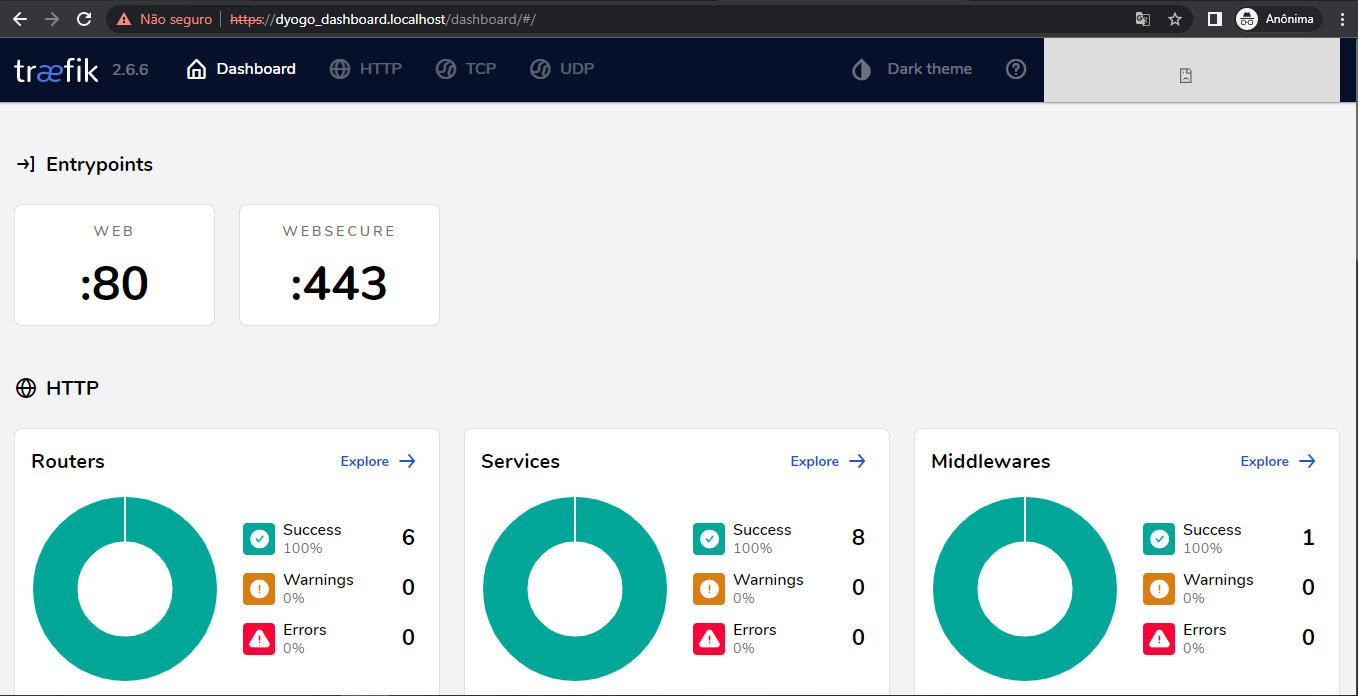 Não seguro https://dyogo_dashboard.localhost/dashboard/#/ Anônima
træfik 2.6.6 Dashboard HTTP TCP UDP Dark theme
Entrypoints
WEB WEBSECURE
:80 :443
HTTP
Routers Explore Services Explore Middlewares Explore
Success 6 Success 8 Success 1
100% 100% 100%
Warnings 0 Warnings 0 Warnings 0
0% 0% 0%
Errors 0 Errors 0 Errors 0
0% 0% 0%